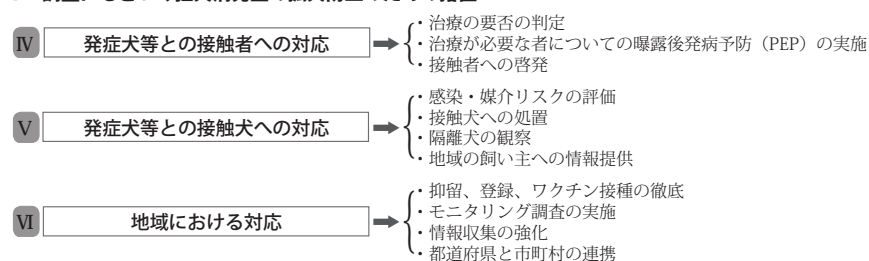 Ⅳ 発症犬等との接触者への対応
・治療の要否の判定
・治療が必要な者についての曝露後発病予防（PEP）の実施
・接触者への啓発
Ⅴ 発症犬等との接触犬への対応
・感染・媒介リスクの評価
・接触犬への処置
・隔離犬の観察
・地域の飼い主への情報提供
Ⅵ 地域における対応
・抑留、登録、ワクチン接種の徹底
・モニタリング調査の実施
・情報収集の強化
・都道府県と市町村の連携